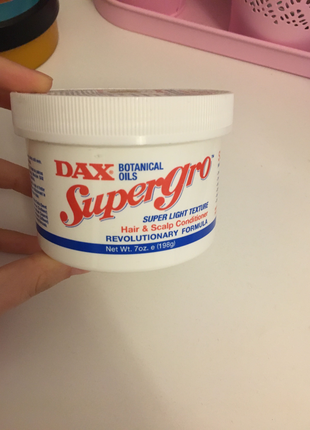 DAX BOTANICAL
OILS
Supergro
SUPER LIGHT TEXTURE
Hair & Scalp Conditioner
REVOLUTIONARY FORMULA
Net Wt. 7oz. e (198g)